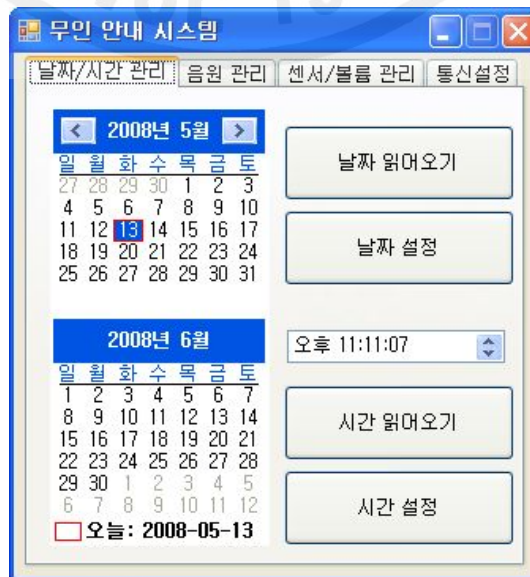 무인 안내 시스템
날짜/시간 관리 음원 관리 센서/볼륨 관리 통신설정
2008년 5월
일 월 화 수 목 금 토
27 28 29 30 1 2 3
4 5 6 7 8 9 10
11 12 13 14 15 16 17
18 19 20 21 22 23 24
25 26 27 28 29 30 31
날짜 읽어오기
날짜 설정
2008년 6월
일 월 화 수 목 금 토
1 2 3 4 5 6 7
8 9 10 11 12 13 14
15 16 17 18 19 20 21
22 23 24 25 26 27 28
29 30 1 2 3 4 5
6 7 8 9 10 11 12
오늘: 2008-05-13
오후 11:11:07
시간 읽어오기
시간 설정